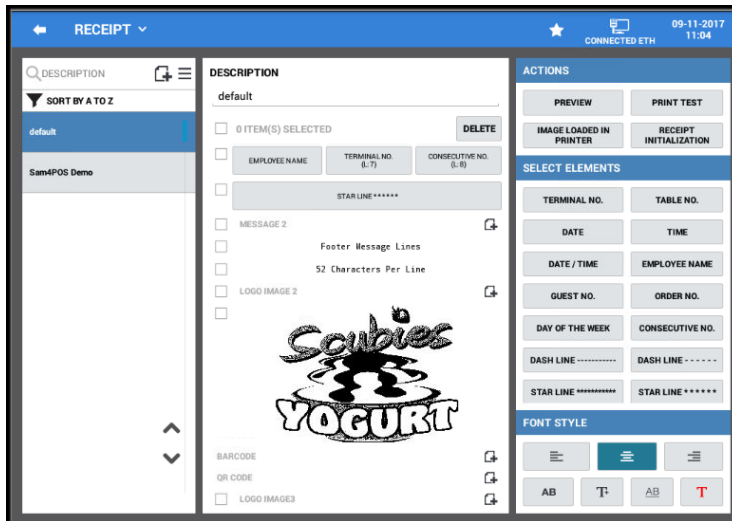 RECEIPT
CONNECTED ETH
09-11-2017
11:04
DESCRIPTION
SORT BY A TO Z
default
Sam4POS Demo
DESCRIPTION
default
0 ITEM(S) SELECTED
DELETE
EMPLOYEE NAME
TERMINAL NO.
(L: 7)
CONSECUTIVE NO.
(L: 8)
STAR LINE ******
MESSAGE 2
Footer Message Lines
52 Characters Per Line
LOGO IMAGE 2
Scubies
YOGURT
BARCODE
QR CODE
LOGO IMAGE3
ACTIONS
PREVIEW
PRINT TEST
IMAGE LOADED IN
PRINTER
RECEIPT
INITIALIZATION
SELECT ELEMENTS
TERMINAL NO.
TABLE NO.
DATE
TIME
DATE / TIME
EMPLOYEE NAME
GUEST NO.
ORDER NO.
DAY OF THE WEEK
CONSECUTIVE NO.
DASH LINE -----------
DASH LINE - - - - - -
STAR LINE ***********
STAR LINE * * * * * *
FONT STYLE
AB
T+
AB
T